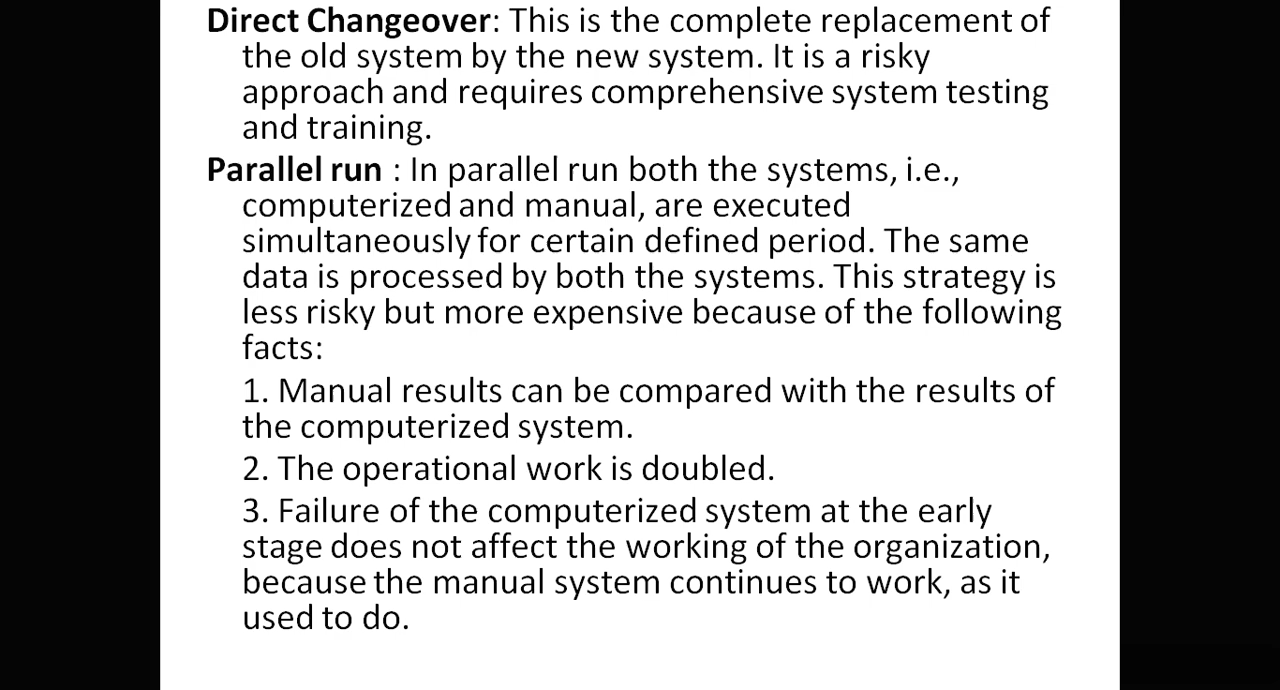 Direct Changeover: This is the complete replacement of
the old system by the new system. It is a risky
approach and requires comprehensive system testing
and training.
Parallel run : In parallel run both the systems, i.e.,
computerized and manual, are executed
simultaneously for certain defined period. The same
data is processed by both the systems. This strategy is
less risky but more expensive because of the following
facts:
1. Manual results can be compared with the results of
the computerized system.
2. The operational work is doubled.
3. Failure of the computerized system at the early
stage does not affect the working of the organization,
because the manual system continues to work, as it
used to do.